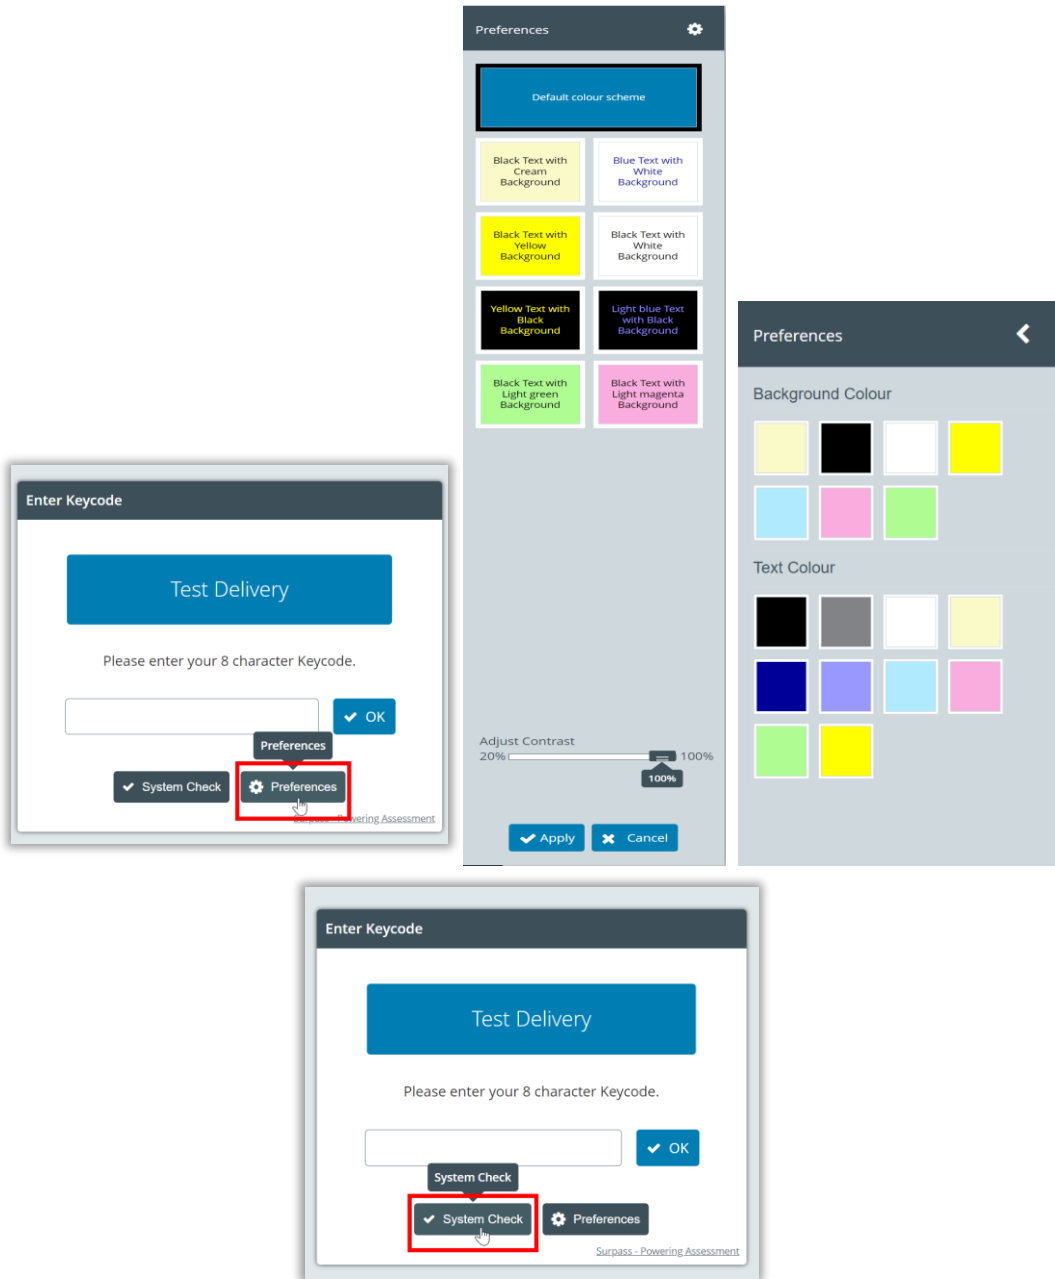 Preferences
Default colour scheme
Black Text with
Cream
Background
Blue Text with
White
Background
Black Text with
Yellow
Background
Black Text with
White
Background
Yellow Text with
Black
Background
Light blue Text
with Black
Background
Black Text with
Light green
Background
Black Text with
Light magenta
Background
Adjust Contrast
20%
100%
100%
Apply
Cancel
Preferences
Background Colour
Text Colour
Enter Keycode
Test Delivery
Please enter your 8 character Keycode.
OK
Preferences
System Check
Preferences
Surpass - Powering Assessment
Enter Keycode
Test Delivery
Please enter your 8 character Keycode.
OK
System Check
System Check
Preferences
Surpass - Powering Assessment